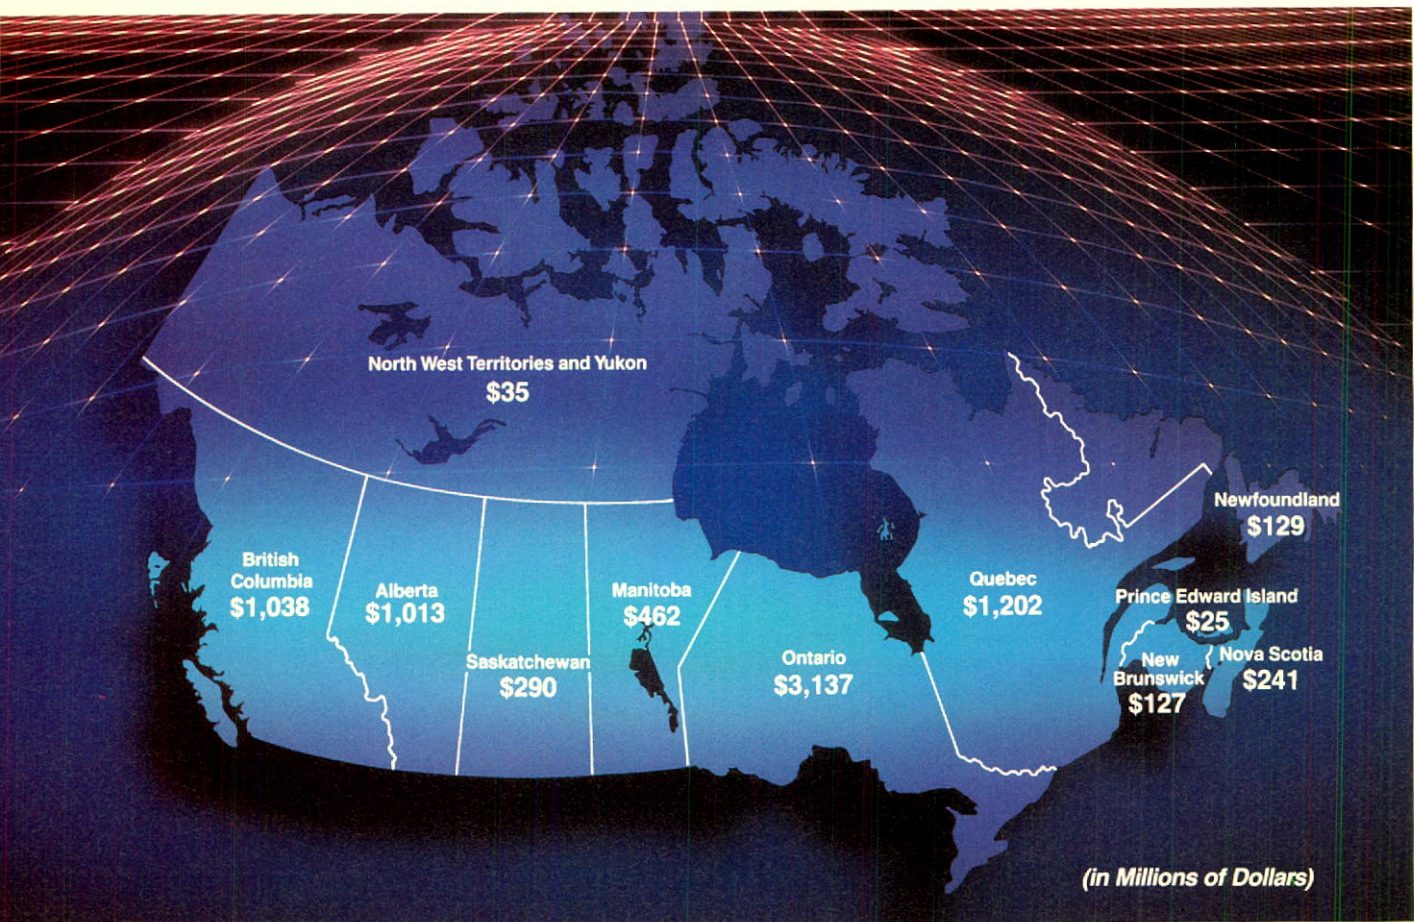 North West Territories and Yukon
$35
Newfoundland
$129
British
Columbia
$1,038
Alberta
$1,013
Manitoba
$462
Saskatchewan
$290
Ontario
$3,137
Quebec
$1,202
Prince Edward Island
$25
New
Brunswick
$127
Nova Scotia
$241
(in Millions of Dollars)